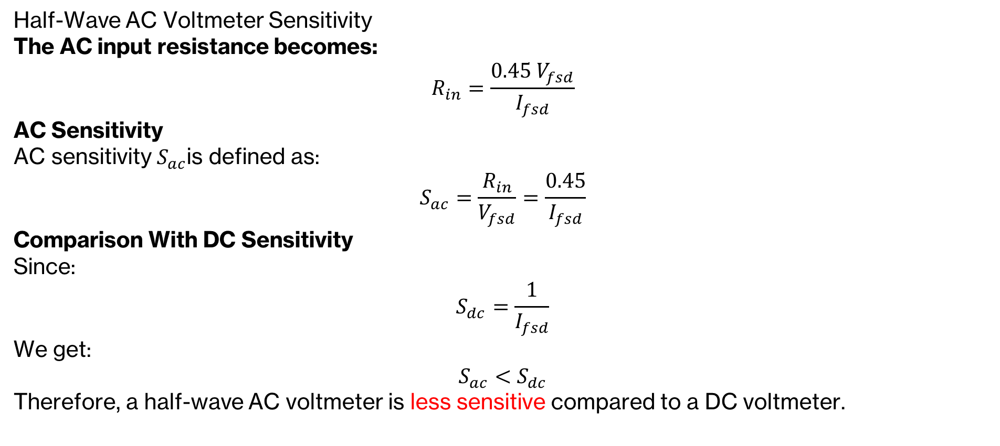 Half-Wave AC Voltmeter Sensitivity
The AC input resistance becomes:
R_{in} = \frac{0.45 V_{fsd}}{I_{fsd}}
AC Sensitivity
AC sensitivity S_{ac} is defined as:
S_{ac} = \frac{R_{in}}{V_{fsd}} = \frac{0.45}{I_{fsd}}
Comparison With DC Sensitivity
Since:
S_{dc} = \frac{1}{I_{fsd}}
We get:
S_{ac} < S_{dc}
Therefore, a half-wave AC voltmeter is less sensitive compared to a DC voltmeter.